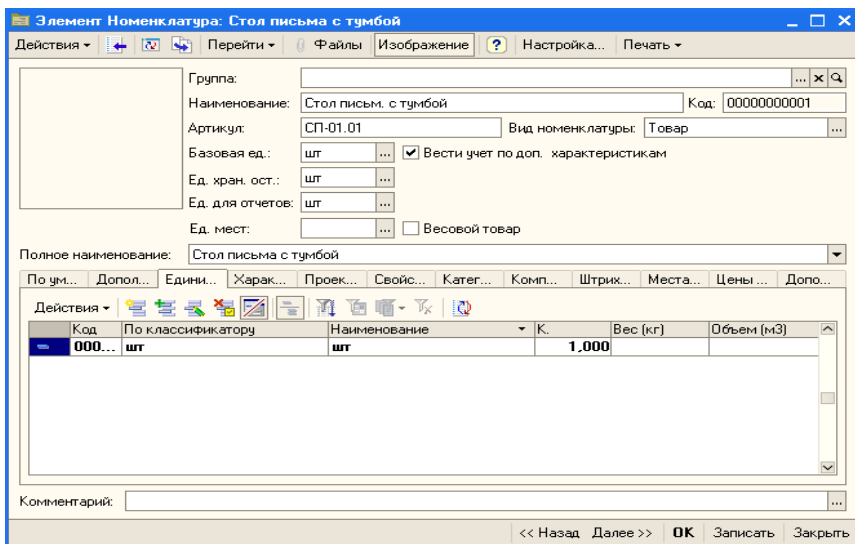 Элемент Номенклатура: Стол письма с тумбой
Действия Перейти Файлы Изображение ? Настройка... Печать
Группа: ...
Наименование: Стол письм. с тумбой Код: 00000000001
Артикул: СП-01.01 Вид номенклатуры: Товар ...
Базовая ед.: шт ... Вести учет по доп. характеристикам
Ед. хран. ост.: шт ...
Ед. для отчетов: шт ...
Ед. мест: ... Весовой товар
Полное наименование: Стол письма с тумбой
По ум... Допол... Едини... Харак... Проек... Свойс... Катег... Комп... Штрих... Места... Цены ... Допо...
Действия
Код По классификатору Наименование К. Вес (кг) Объем (м3)
000... шт шт 1,000
Комментарий: ...
<< Назад Далее >> OK Записать Закрыть